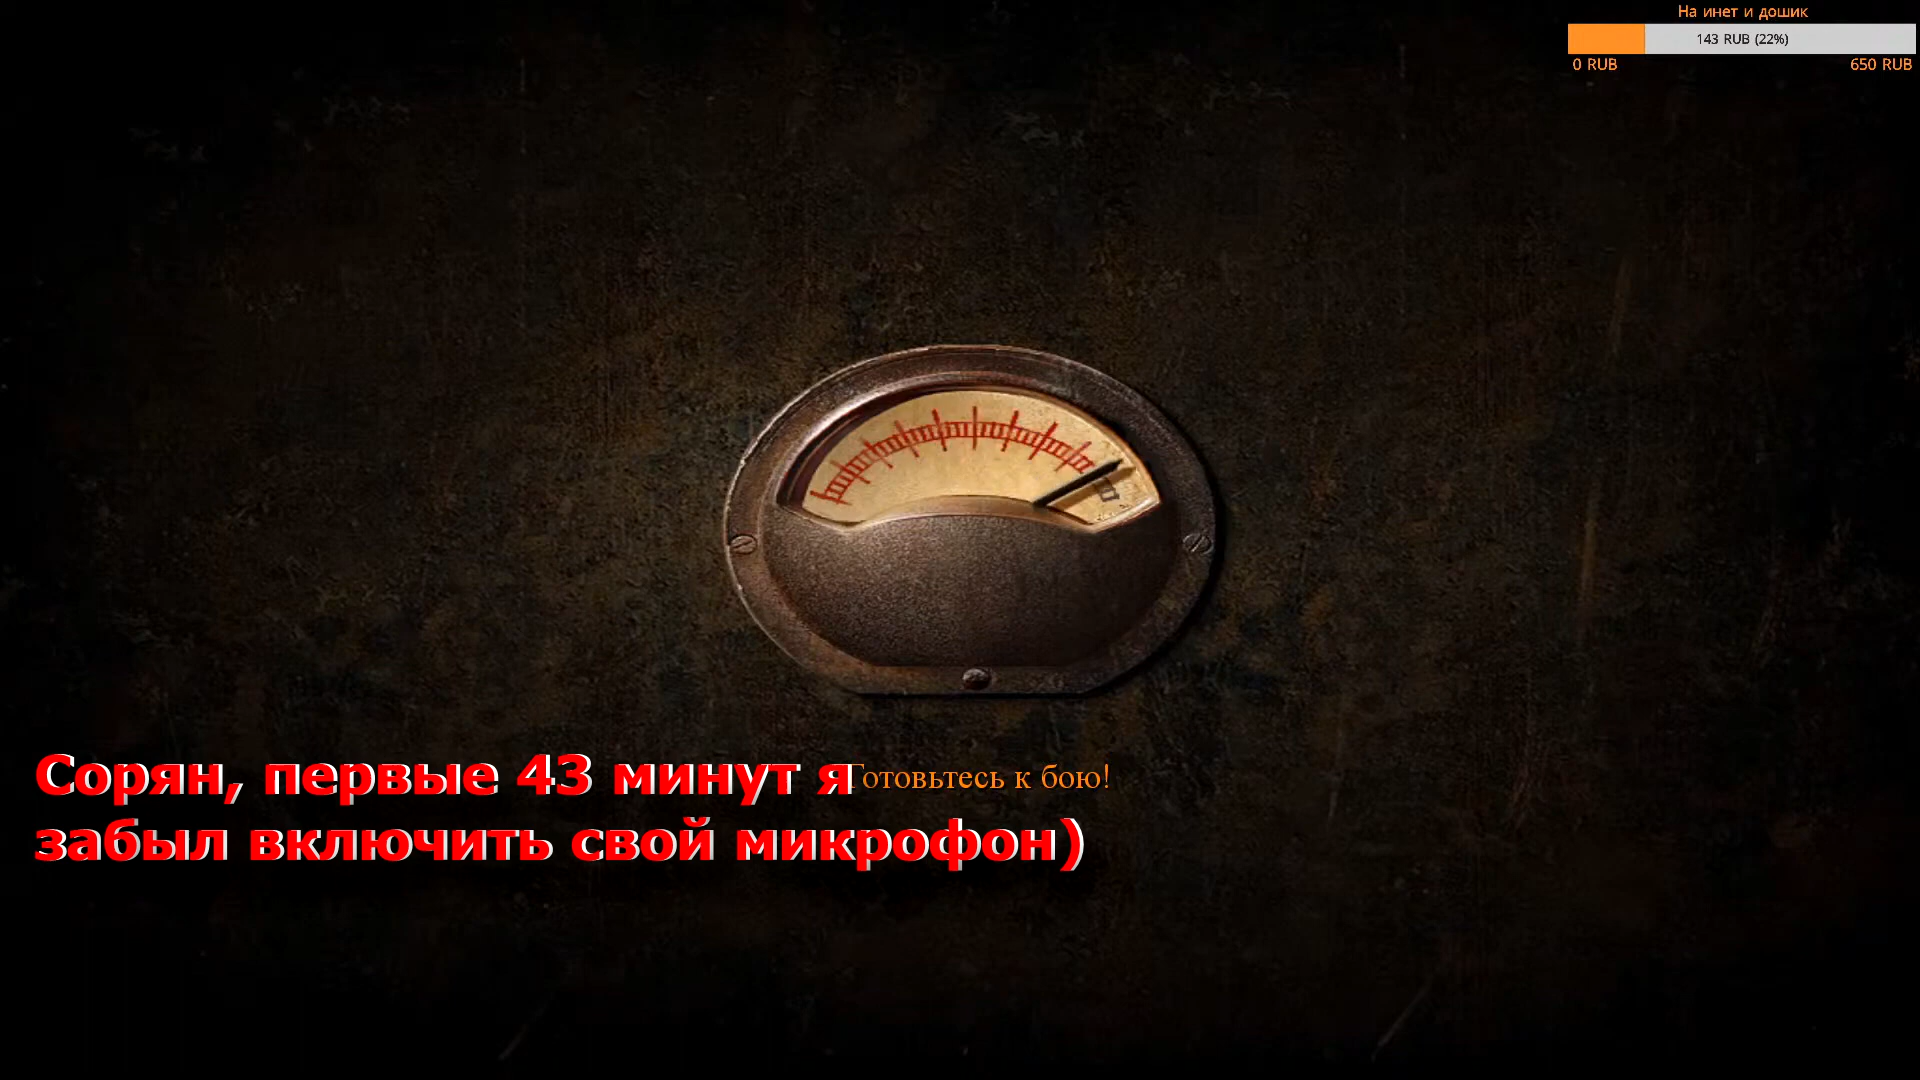 На инет и дошик
143 RUB (22%)
0 RUB 650 RUB
Сорян, первые 43 минут я
Готовьтесь к бою!
забыл включить свой микрофон)